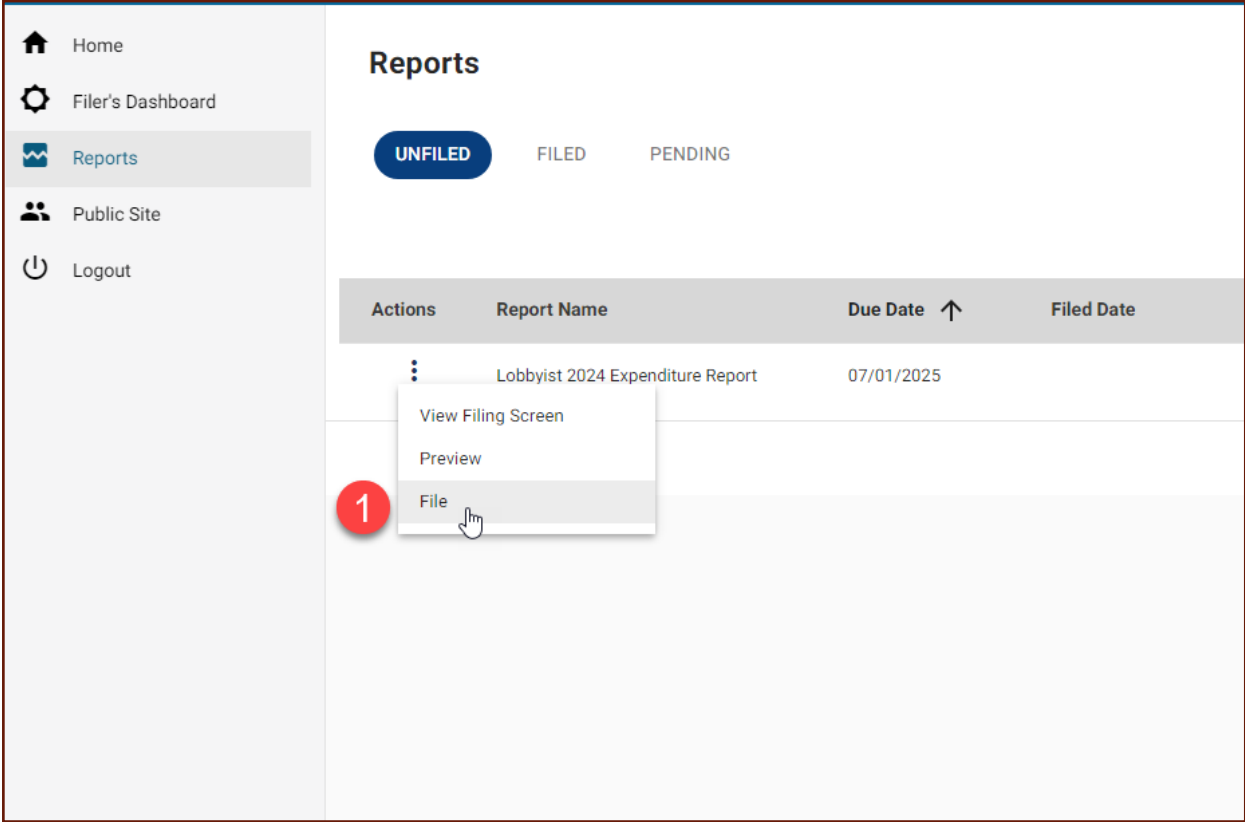 Home
Filer's Dashboard
Reports
Public Site
Logout
Reports
UNFILED FILED PENDING
Actions Report Name Due Date Filed Date
Lobbyist 2024 Expenditure Report 07/01/2025
View Filing Screen
Preview
1 File